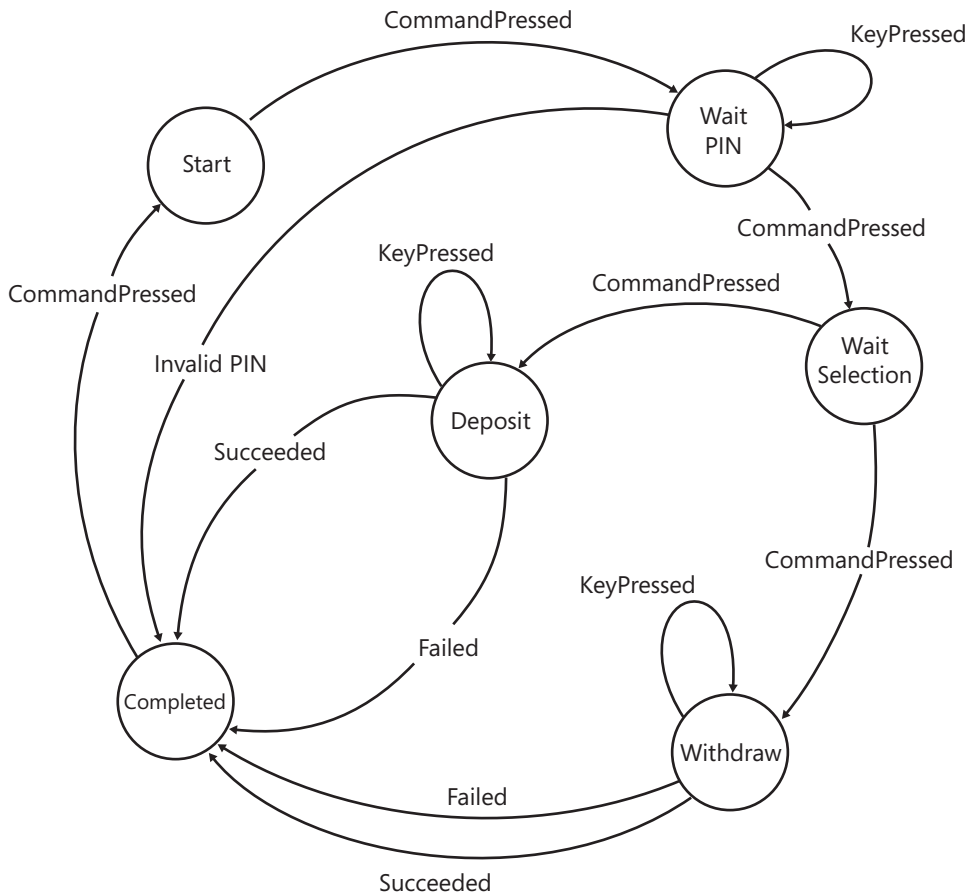 CommandPressed
KeyPressed
Wait
PIN
Start
CommandPressed
KeyPressed
CommandPressed
CommandPressed
Wait
Selection
Invalid PIN
Deposit
Succeeded
CommandPressed
KeyPressed
Failed
Completed
Withdraw
Failed
Succeeded